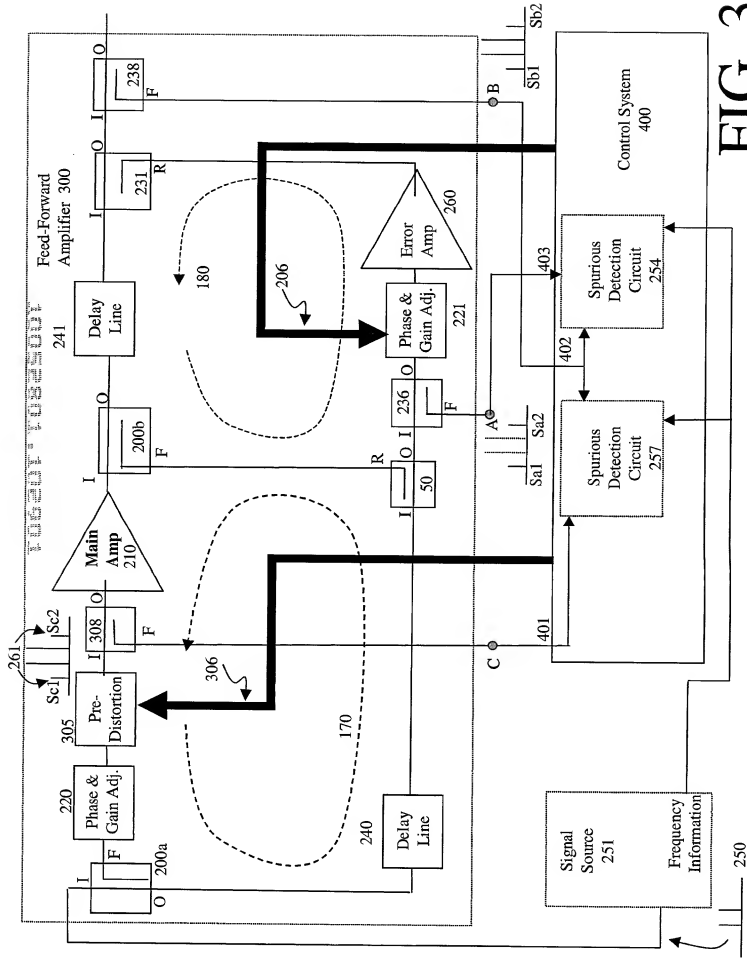 Feed-Forward
Amplifier 300
I
O
238
F
I
O
231
R
241
Delay
Line
180
206
I
200b
F
Error
Amp
260
Phase &
Gain Adj.
221
O
236
I
F
R
O
50
I
Main
Amp
210
O
308
I
F
261
Sc1
Sc2
305
Pre-
Distortion
306
220
Phase &
Gain Adj.
170
I
F
200a
O
240
Delay
Line
A
B
C
Sa1
Sa2
Sb1
Sb2
401
402
403
Control System
400
Spurious
Detection
Circuit
254
Spurious
Detection
Circuit
257
Signal
Source
251
Frequency
Information
250
FIG. 3